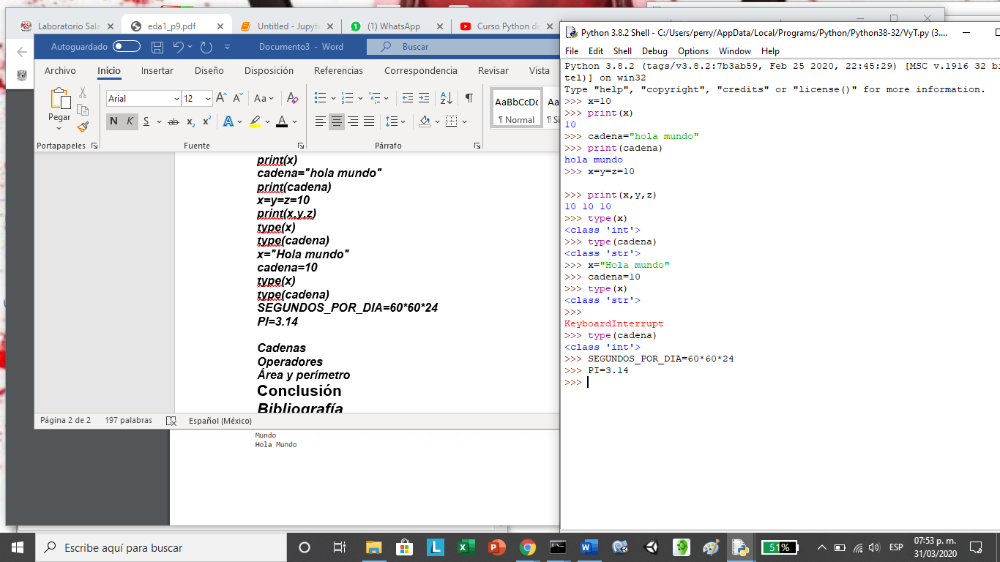 Laboratorio Sala
eda1_p9.pdf
Untitled - Jupyte
(1) WhatsApp
Curso Python de
Autoguardado
Documento3 - Word
Buscar
Archivo Inicio Insertar Diseño Disposición Referencias Correspondencia Revisar Vista
Pegar
Arial 12
N K S ab x₂ x² A A
Aa
AaBbCcDc AaB
¶ Normal ¶ Si
Portapapeles Fuente Párrafo
print(x)
cadena="hola mundo"
print(cadena)
x=y=z=10
print(x,y,z)
type(x)
type(cadena)
x="Hola mundo"
cadena=10
type(x)
type(cadena)
SEGUNDOS_POR_DIA=60*60*24
PI=3.14
Cadenas
Operadores
Área y perímetro
Conclusión
Bibliografía
Página 2 de 2 197 palabras Español (México)
Mundo
Hola Mundo
Python 3.8.2 Shell - C:/Users/perry/AppData/Local/Programs/Python/Python38-32/VyT.py (3....
File Edit Shell Debug Options Window Help
Python 3.8.2 (tags/v3.8.2:7b3ab59, Feb 25 2020, 22:45:29) [MSC v.1916 32 bi
tel)] on win32
Type "help", "copyright", "credits" or "license()" for more information.
>>> x=10
>>> print(x)
10
>>> cadena="hola mundo"
>>> print(cadena)
hola mundo
>>> x=y=z=10
>>> print(x,y,z)
10 10 10
>>> type(x)
<class 'int'>
>>> type(cadena)
<class 'str'>
>>> x="Hola mundo"
>>> cadena=10
>>> type(x)
<class 'str'>
>>>
KeyboardInterrupt
>>> type(cadena)
<class 'int'>
>>> SEGUNDOS_POR_DIA=60*60*24
>>> PI=3.14
>>>
Escribe aquí para buscar
51%
ESP
07:53 p. m.
31/03/2020